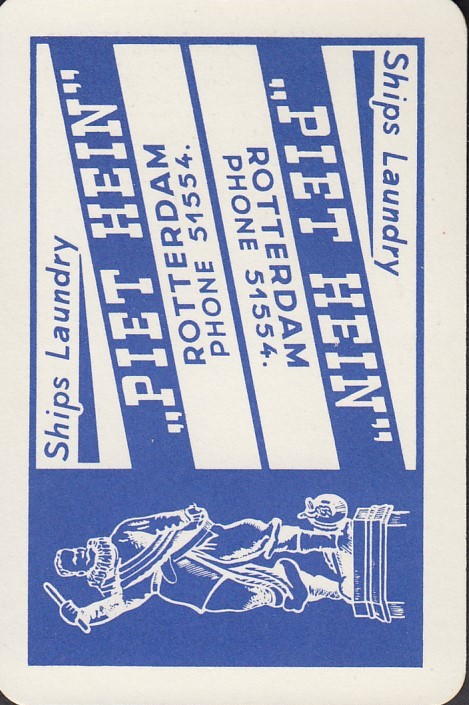 Ships Laundry
„PIET HEIN”
ROTTERDAM
PHONE 51554.
Ships Laundry
„PIET HEIN”
ROTTERDAM
PHONE 51554.